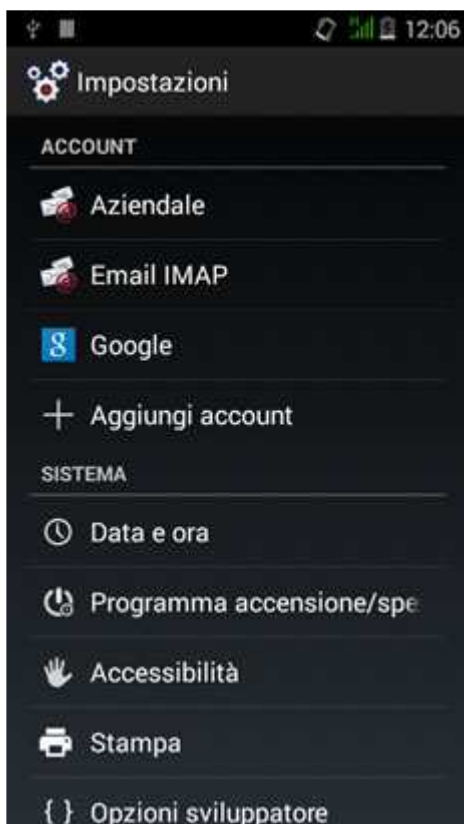 12:06
Impostazioni
ACCOUNT
Aziendale
Email IMAP
Google
Aggiungi account
SISTEMA
Data e ora
Programma accensione/spe
Accessibilità
Stampa
{ } Opzioni sviluppatore